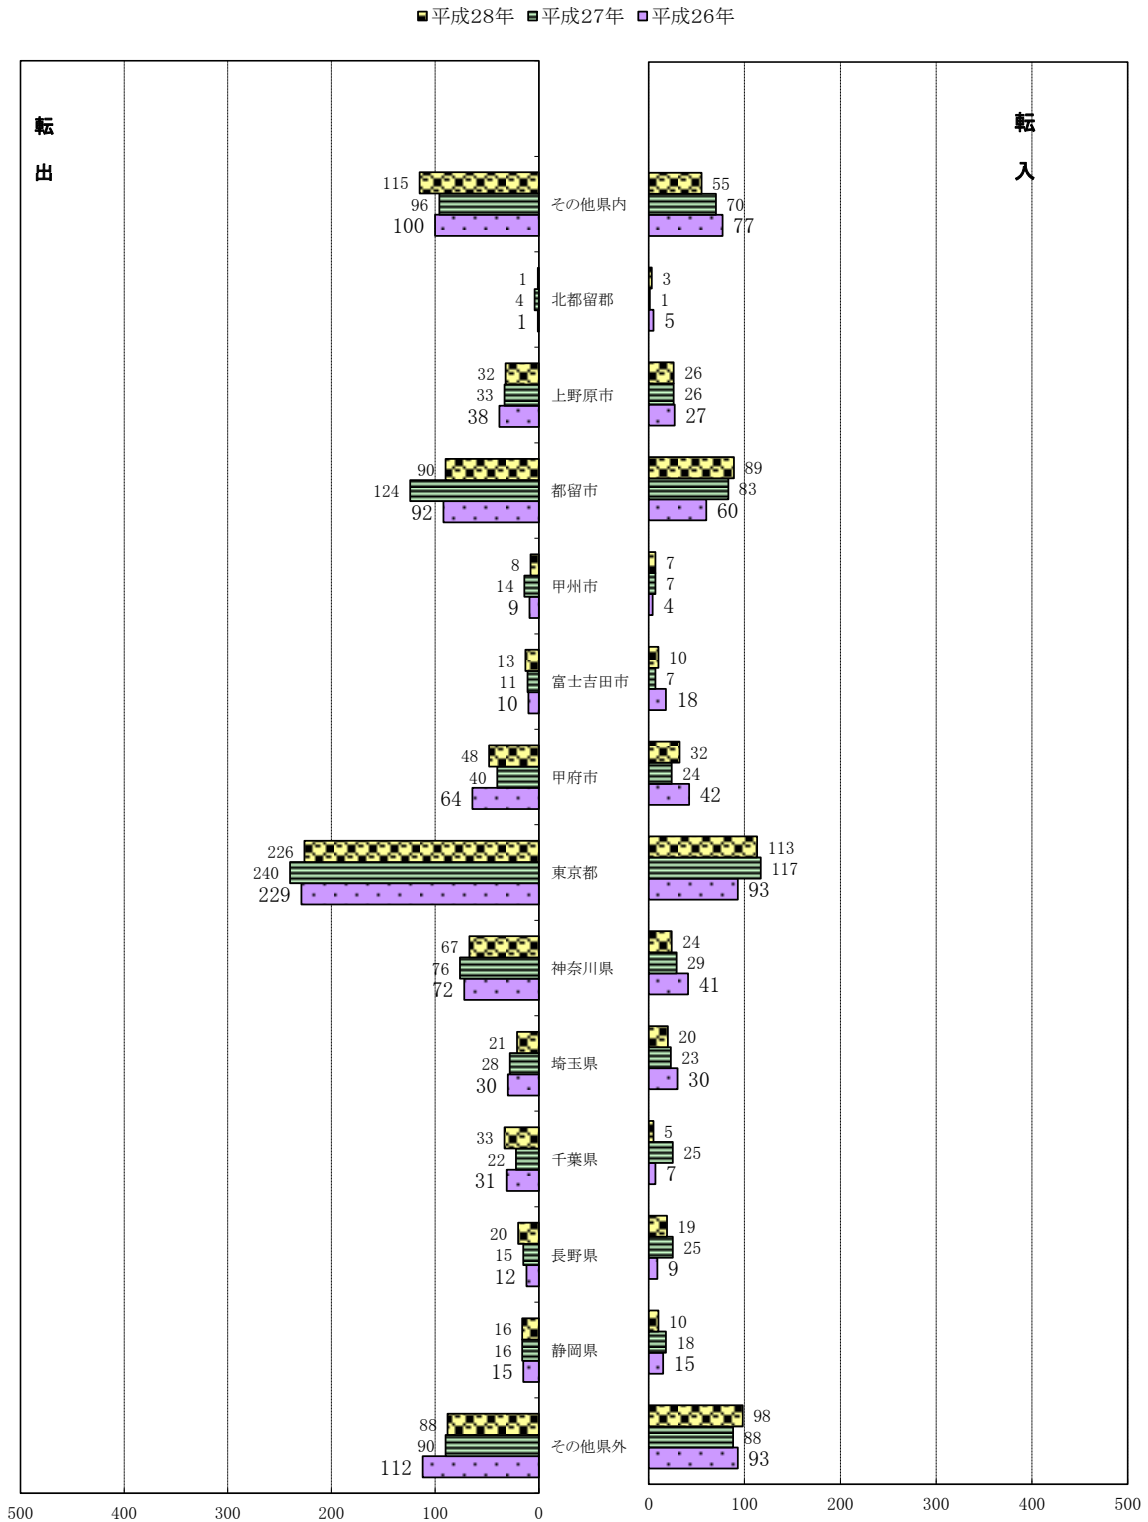 平成28年 平成27年 平成26年
転出
転入
115 その他県内 55
96 70
100 77
1 北都留郡 3
4 1
1 5
32 上野原市 26
33 26
38 27
90 都留市 89
124 83
92 60
8 甲州市 7
14 7
9 4
13 富士吉田市 10
11 7
10 18
48 甲府市 32
40 24
64 42
226 東京都 113
240 117
229 93
67 神奈川県 24
76 29
72 41
21 埼玉県 20
28 23
30 30
33 千葉県 5
22 25
31 7
20 長野県 19
15 25
12 9
16 静岡県 10
16 18
15 15
88 その他県外 98
90 88
112 93
500 400 300 200 100 0 0 100 200 300 400 500